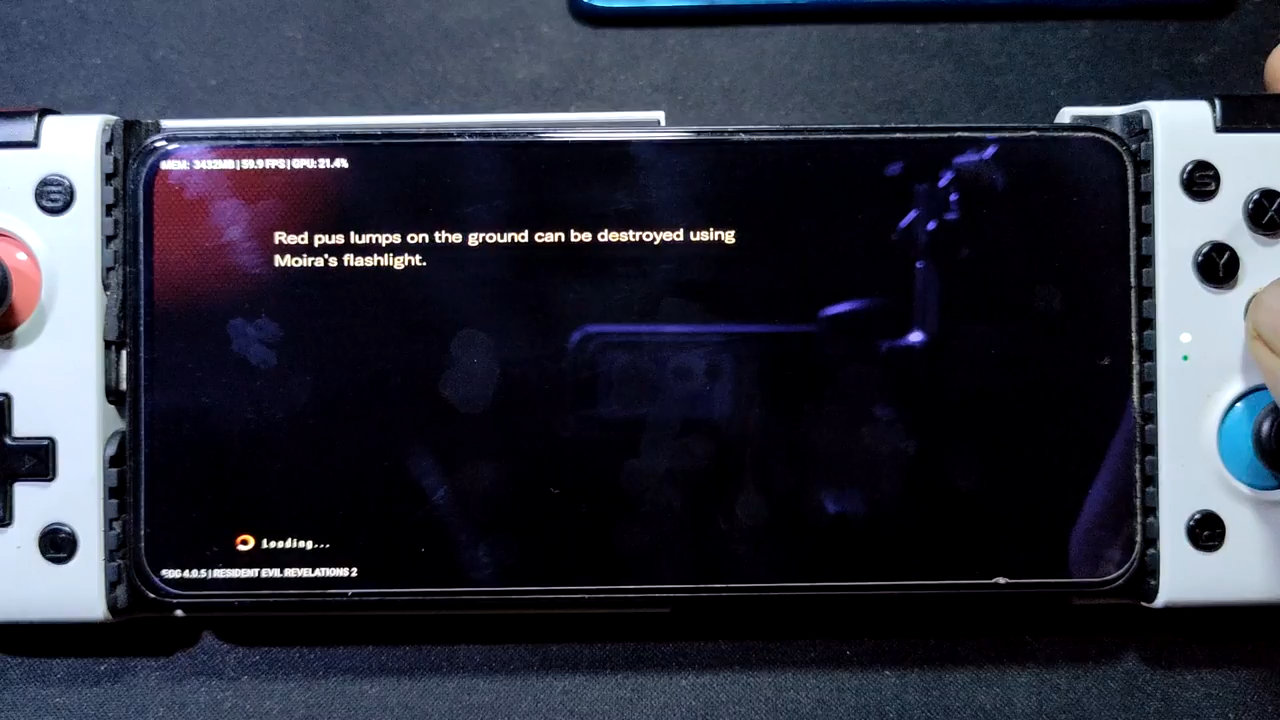 MEM: 3432MB | 59.9 FPS | GPU: 21.4%
Red pus lumps on the ground can be destroyed using
Moira's flashlight.
Loading...
EGG 4.0.5 | RESIDENT EVIL REVELATIONS 2
G
S
X
Y